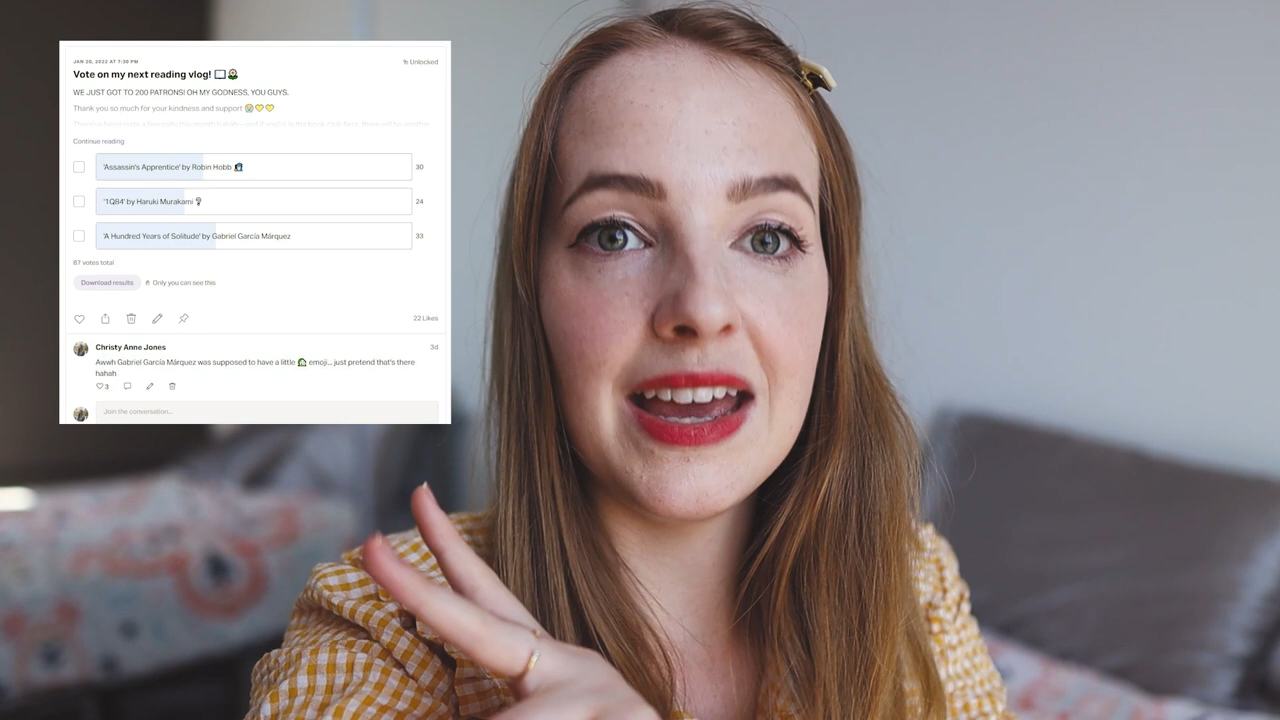 JAN 20, 2022 AT 7:30 PM
Unlocked
Vote on my next reading vlog! 📖🌷
WE JUST GOT TO 200 PATRONS! OH MY GODNESS, YOU GUYS.
Thank you so much for your kindness and support 😭💛💛
Continue reading
'Assassin's Apprentice' by Robin Hobb
30
'1Q84' by Haruki Murakami
24
'A Hundred Years of Solitude' by Gabriel García Márquez
33
87 votes total
Download results
Only you can see this
22 Likes
Christy Anne Jones
3d
Awwh Gabriel García Márquez was supposed to have a little 🏡 emoji... just pretend that's there
hahah
3
Join the conversation...